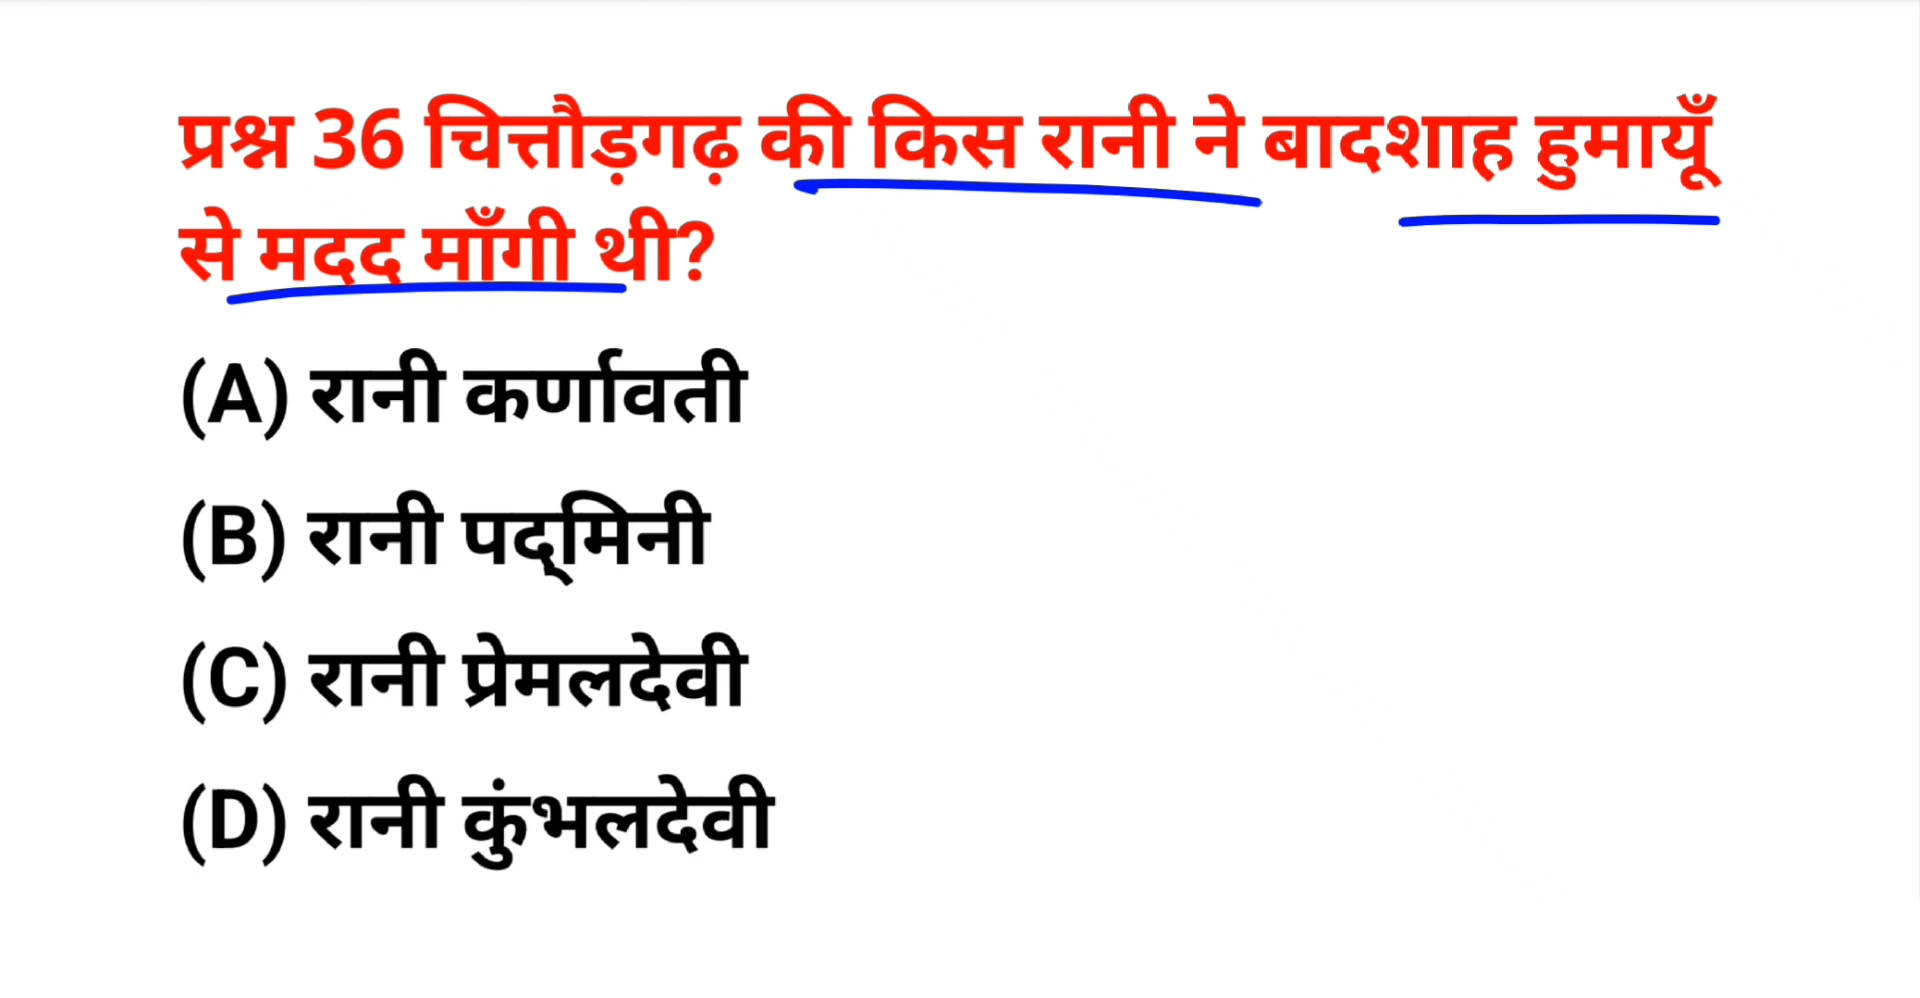 प्रश्न 36 चित्तौड़गढ़ की किस रानी ने बादशाह हुमायूँ
से मदद माँगी थी?
(A) रानी कर्णावती
(B) रानी पद्‌मिनी
(C) रानी प्रेमलदेवी
(D) रानी कुंभलदेवी